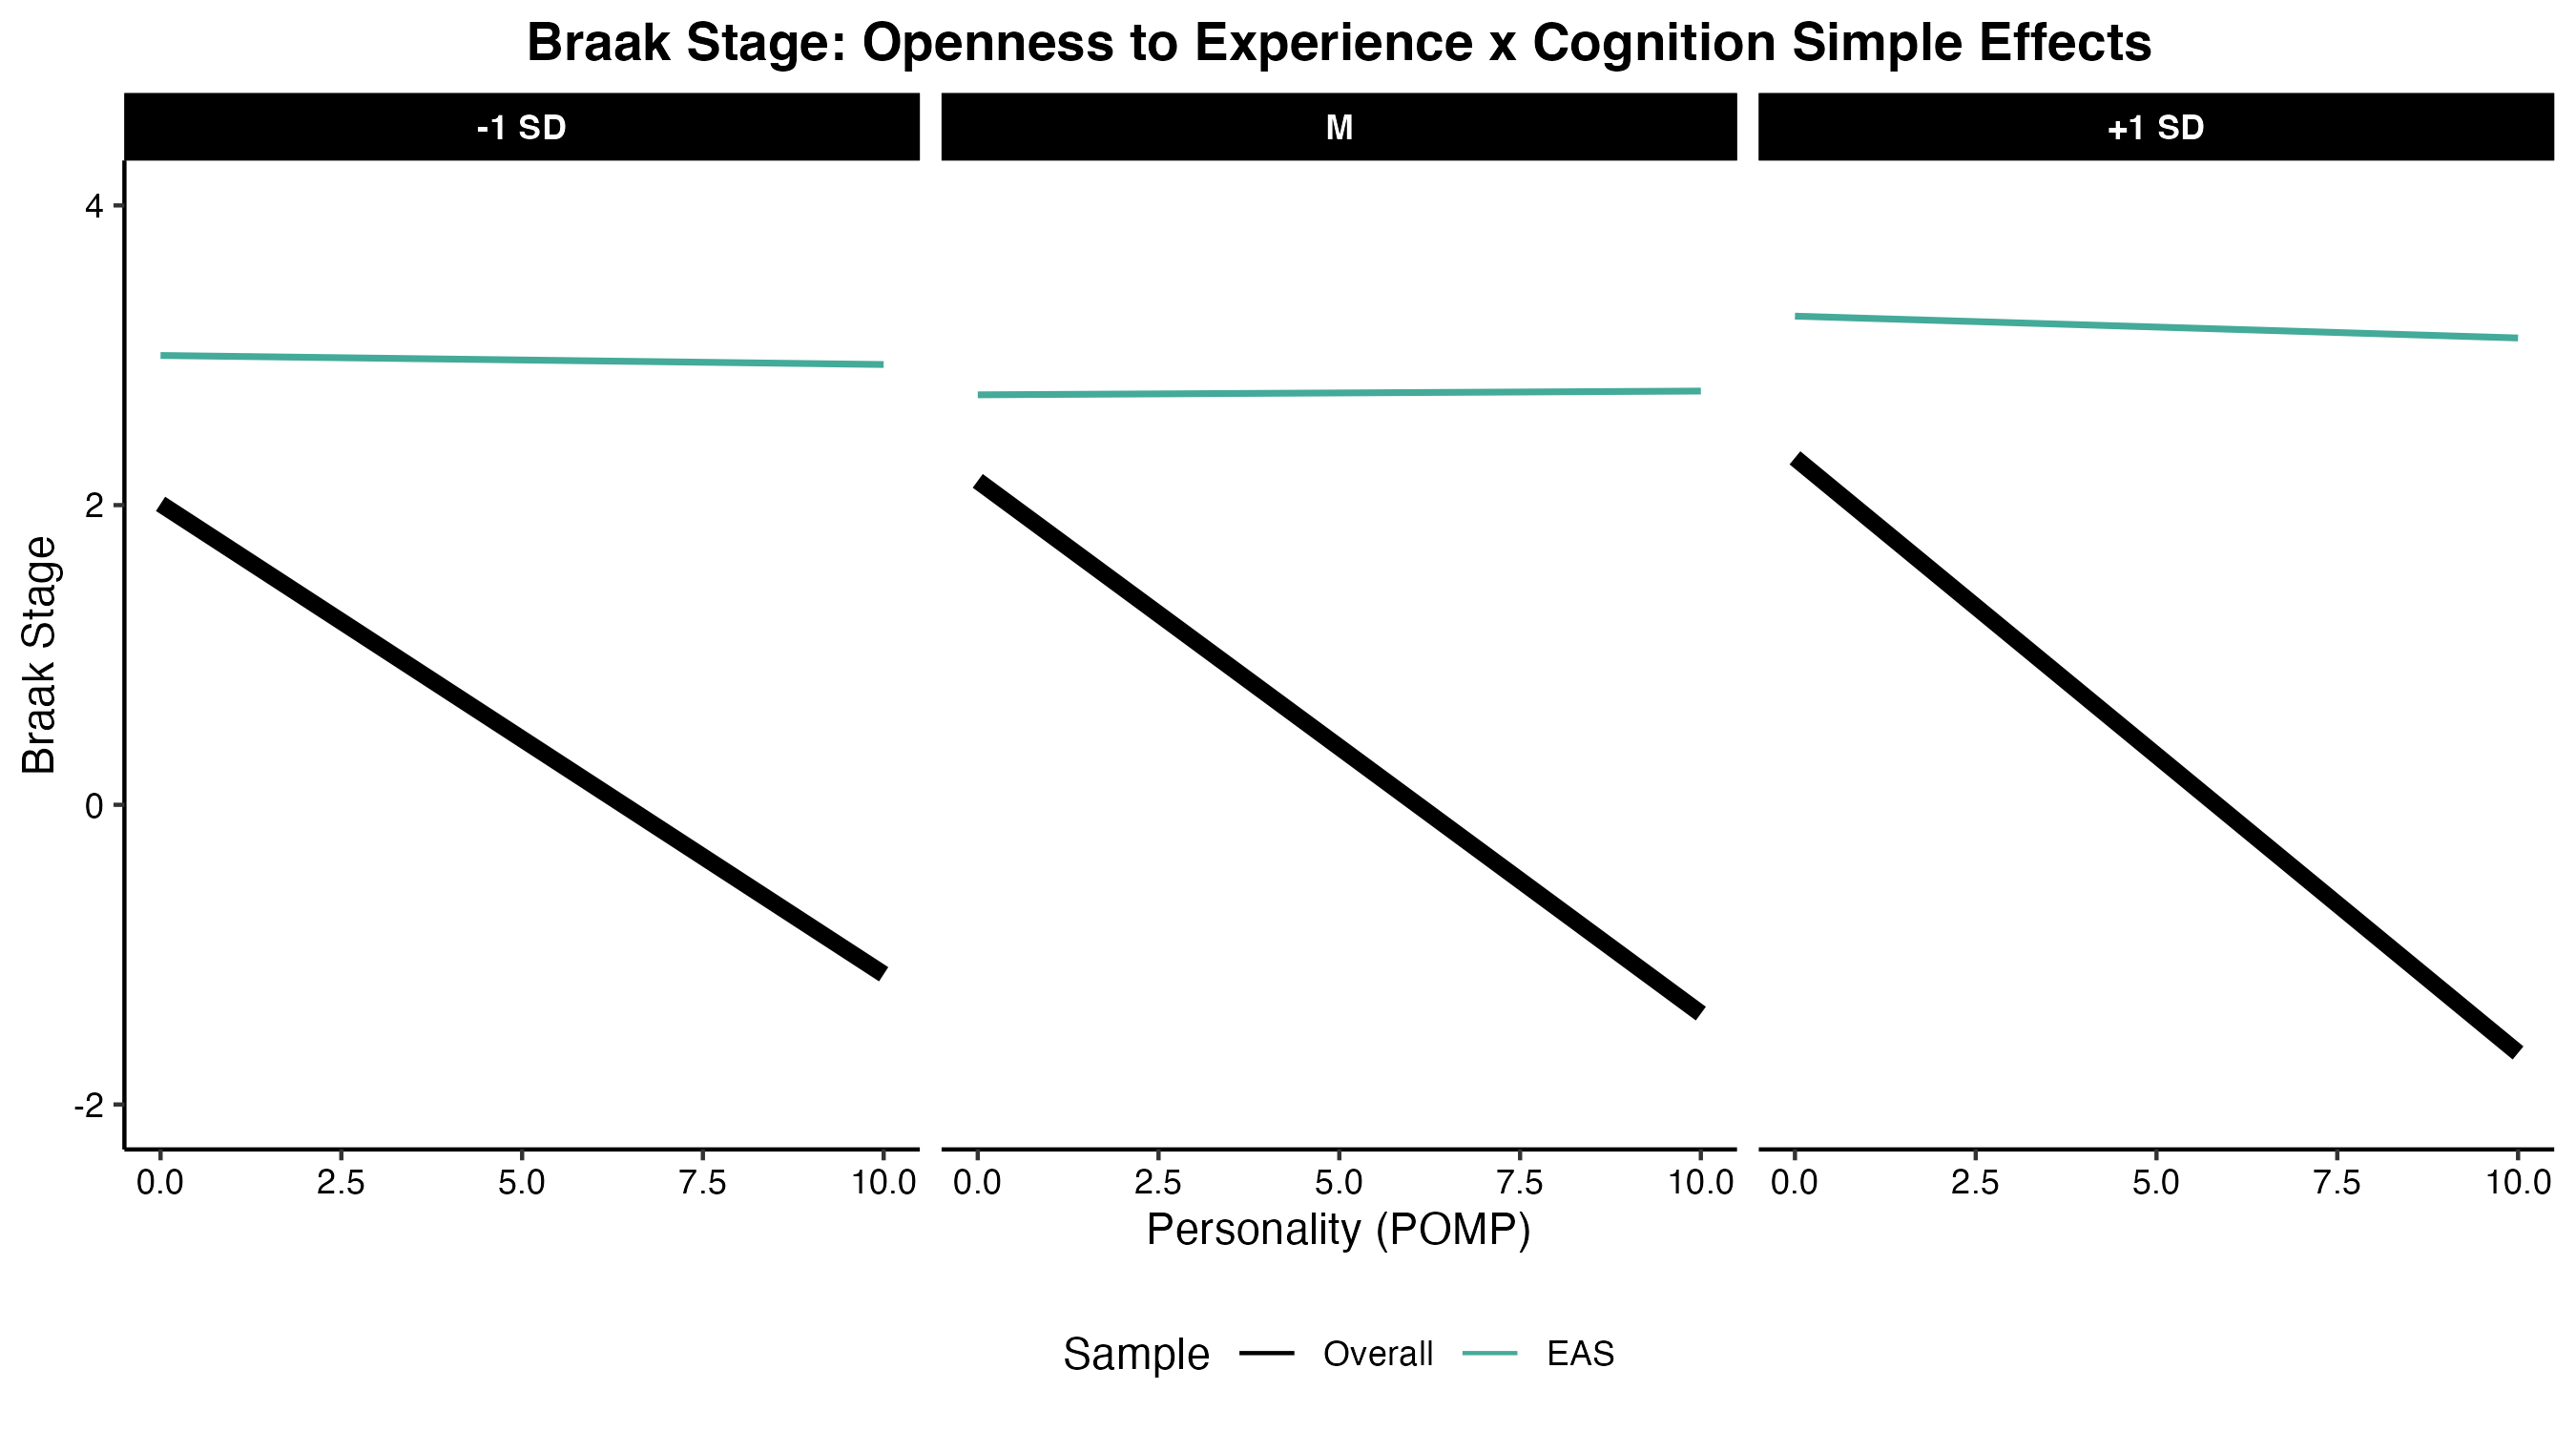 Braak Stage: Openness to Experience x Cognition Simple Effects
-1 SD
M
+1 SD
Braak Stage
4
2
0
-2
0.0 2.5 5.0 7.5 10.0
0.0 2.5 5.0 7.5 10.0
0.0 2.5 5.0 7.5 10.0
Personality (POMP)
Sample Overall EAS